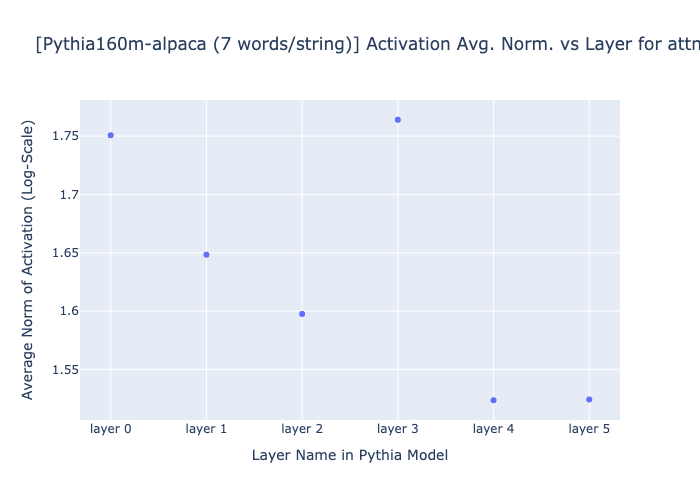 [Pythia160m-alpaca (7 words/string)] Activation Avg. Norm. vs Layer for attn
Average Norm of Activation (Log-Scale)
1.75
1.7
1.65
1.6
1.55
layer 0 layer 1 layer 2 layer 3 layer 4 layer 5
Layer Name in Pythia Model